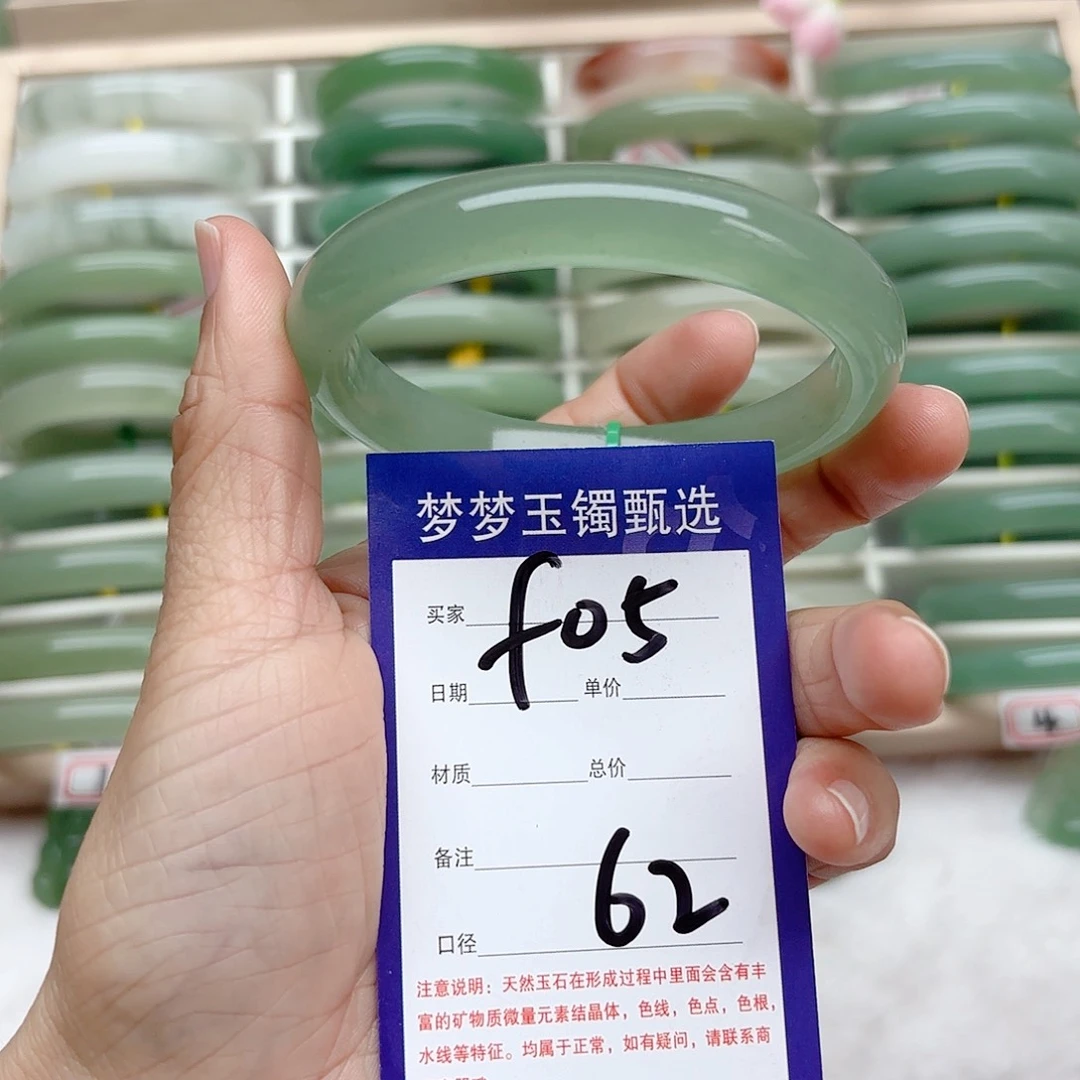 梦梦玉镯甄选
买家 f05
日期 单价
材质 总价
备注
口径 62
注意说明：天然玉石在形成过程中里面会含有丰
富的矿物质微量元素结晶体，色线，色点，色根，
水线等特征。均属于正常，如有疑问，请联系商